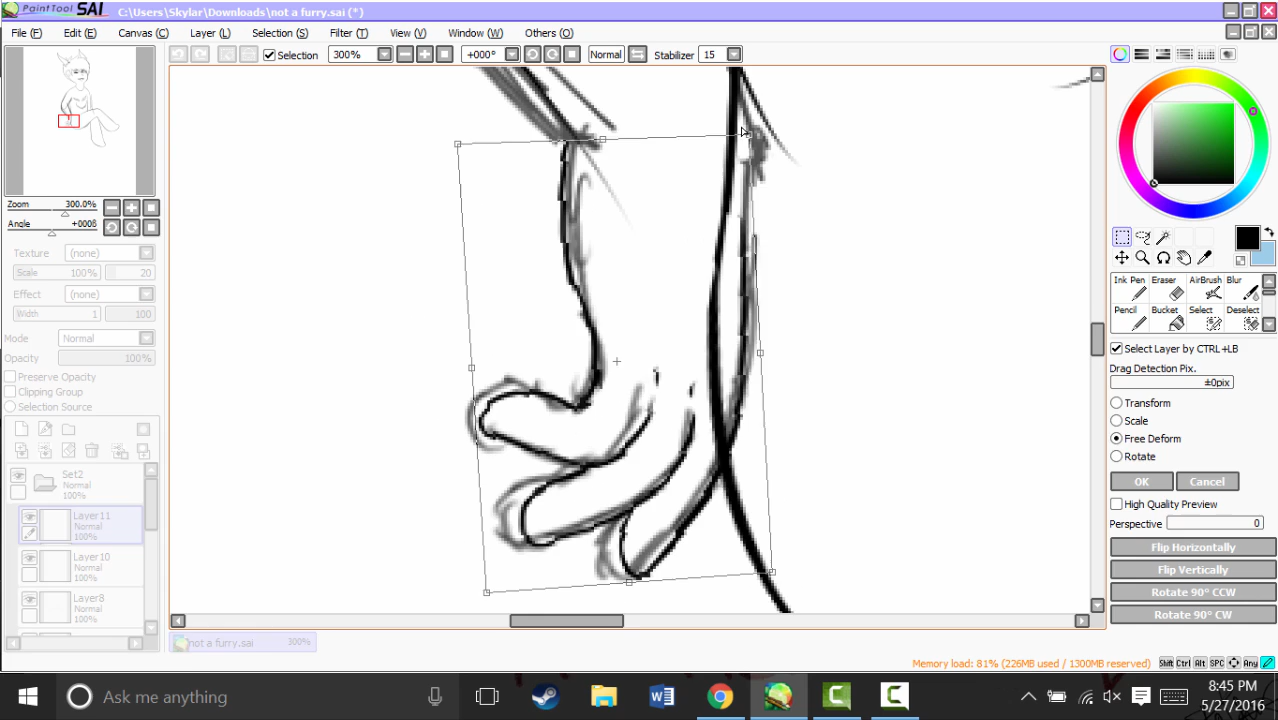 PaintTool SAI C:\Users\Skylar\Downloads\not a furry.sai (*)
File (F) Edit (E) Canvas (C) Layer (L) Selection (S) Filter (T) View (V) Window (W) Others (O)
Selection 300% +000° Normal Stabilizer 15
Zoom 300.0%
Angle +000ß
Texture (none)
Scale 100% 20
Effect (none)
Width 1 100
Mode Normal
Opacity 100%
Preserve Opacity
Clipping Group
Selection Source
Set2
Normal
100%
Layer11
Normal
100%
Layer10
Normal
100%
Layer8
Normal
100%
Ink Pen Eraser AirBrush Blur
Pencil Bucket Select Deselect
Select Layer by CTRL+LB
Drag Detection Pix.
±0pix
Transform
Scale
Free Deform
Rotate
OK Cancel
High Quality Preview
Perspective 0
Flip Horizontally
Flip Vertically
Rotate 90° CCW
Rotate 90° CW
not a furry.sai 300%
Memory load: 81% (226MB used / 1300MB reserved) Shift Ctrl Alt SPC Any
Ask me anything
8:45 PM
5/27/2016